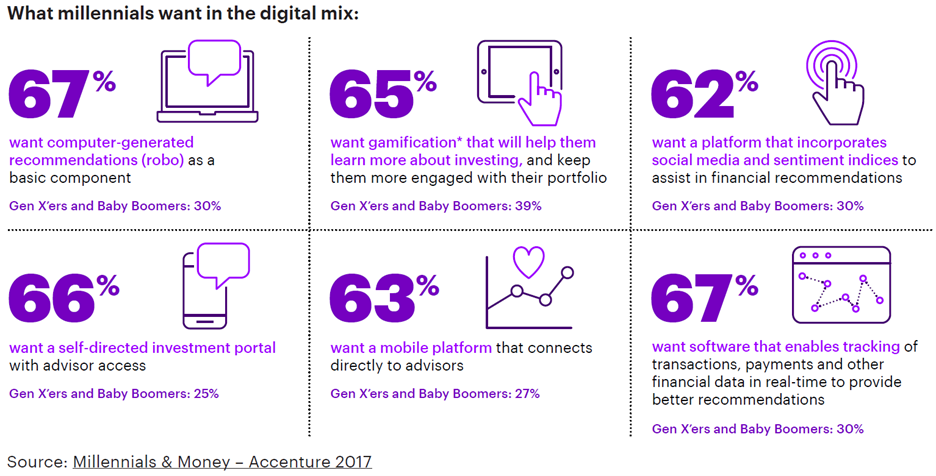 What millennials want in the digital mix:
67%
want computer-generated
recommendations (robo) as a
basic component
Gen X'ers and Baby Boomers: 30%
65%
want gamification* that will help them
learn more about investing, and keep
them more engaged with their portfolio
Gen X'ers and Baby Boomers: 39%
62%
want a platform that incorporates
social media and sentiment indices to
assist in financial recommendations
Gen X'ers and Baby Boomers: 30%
66%
want a self-directed investment portal
with advisor access
Gen X'ers and Baby Boomers: 25%
63%
want a mobile platform that connects
directly to advisors
Gen X'ers and Baby Boomers: 27%
67%
want software that enables tracking of
transactions, payments and other
financial data in real-time to provide
better recommendations
Gen X'ers and Baby Boomers: 30%
Source: Millennials & Money – Accenture 2017